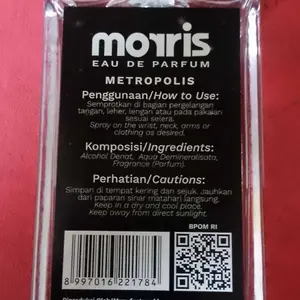 morris
EAU DE PARFUM
METROPOLIS
Penggunaan/How to Use:
Semprotkan di bagian pergelangan
tangan, leher, lengan atau pada pakaian
sesuai selera.
Spray on the wrist, neck, arms or
clothing as desired.
Komposisi/Ingredients:
Alcohol Denat, Aqua Demineralisata,
Fragrance (Parfum).
Perhatian/Cautions:
Simpan di tempat kering dan sejuk. Jauhkan
dari paparan sinar matahari langsung.
Keep in a dry and cool place.
Keep away from direct sunlight.
BPOM RI
8 997016 221784